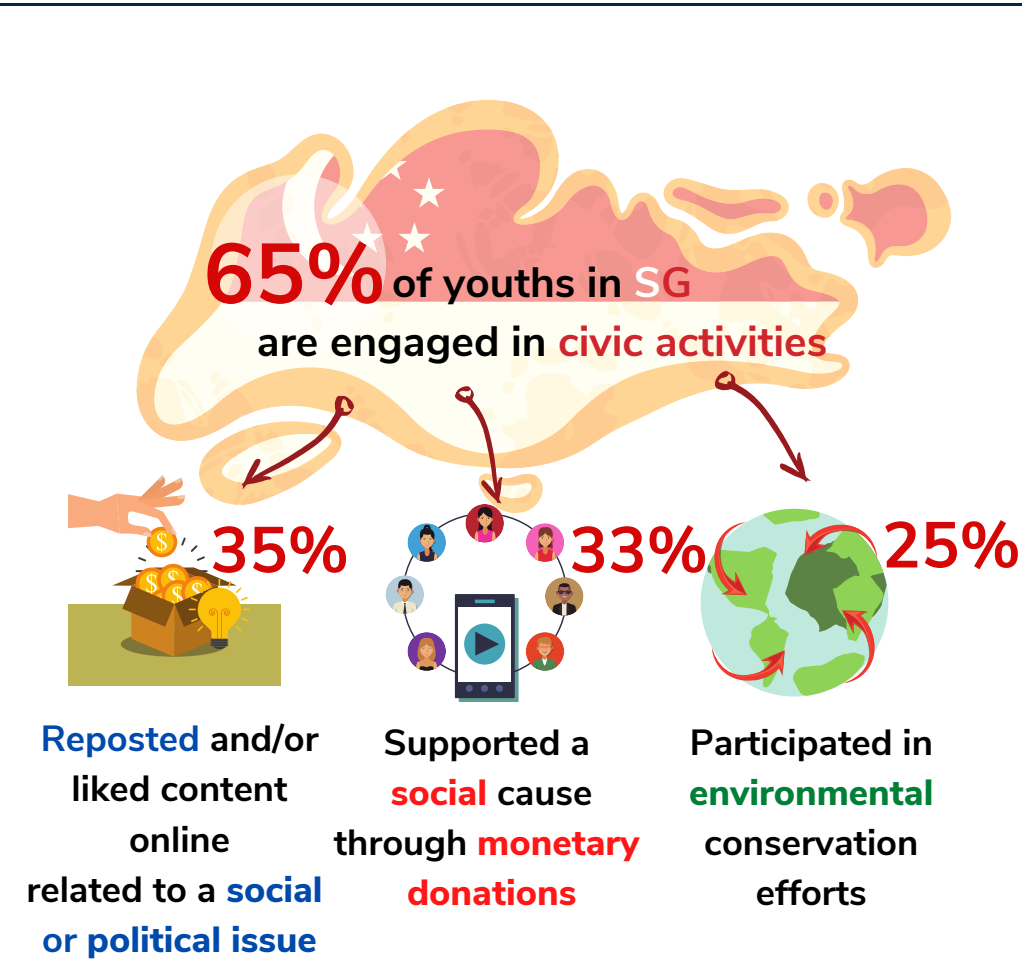 65% of youths in SG
are engaged in civic activities
35%
33%
25%
Reposted and/or
liked content
online
related to a social
or political issue
Supported a
social cause
through monetary
donations
Participated in
environmental
conservation
efforts